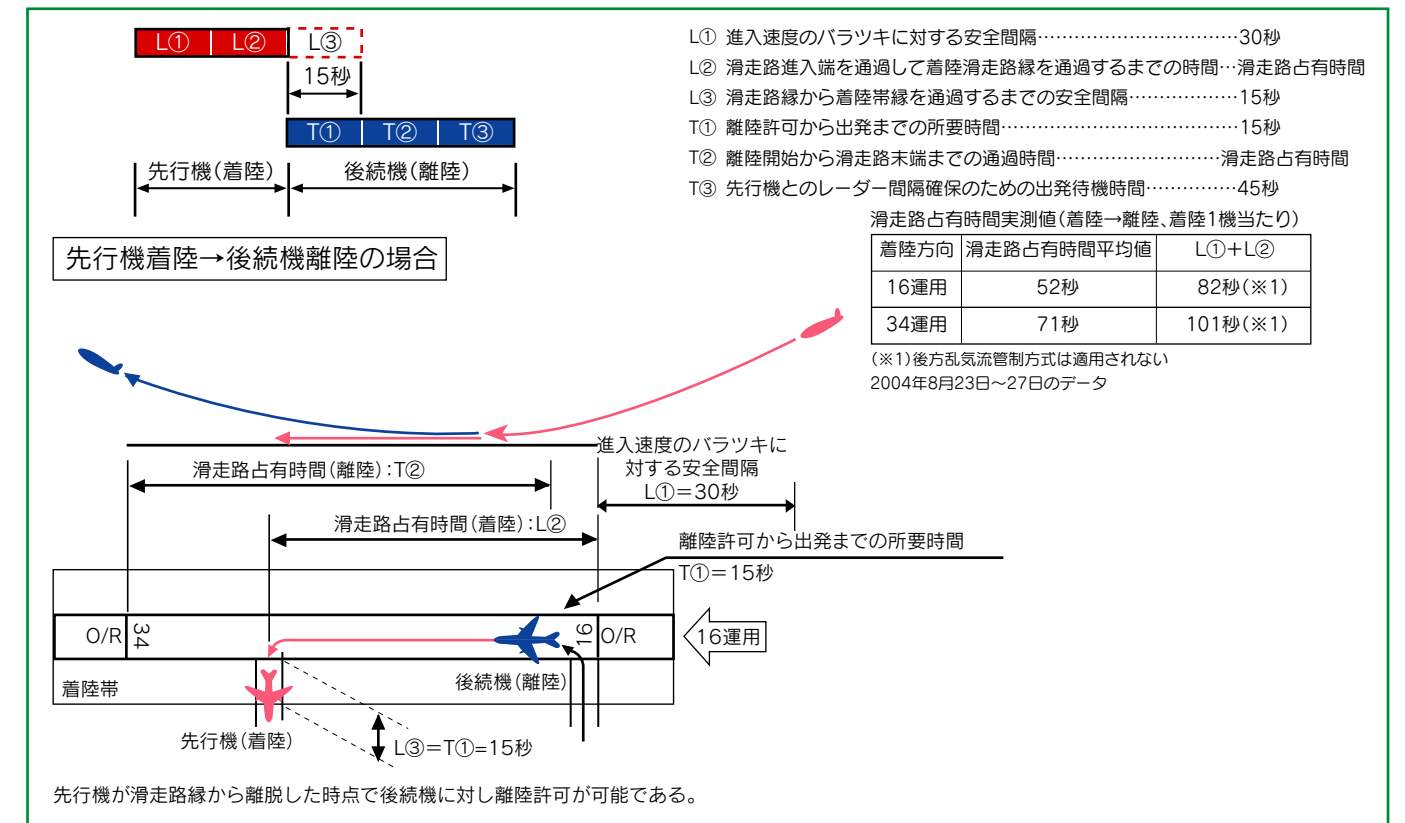 L① L② L③
15秒
T① T② T③
先行機(着陸) 後続機(離陸)
先行機着陸→後続機離陸の場合
L① 進入速度のバラツキに対する安全間隔……………………………30秒
L② 滑走路進入端を通過して着陸滑走路縁を通過するまでの時間…滑走路占有時間
L③ 滑走路縁から着陸帯縁を通過するまでの安全間隔………………15秒
T① 離陸許可から出発までの所要時間…………………………………15秒
T② 離陸開始から滑走路末端までの通過時間………………………滑走路占有時間
T③ 先行機とのレーダー間隔確保のための出発待機時間……………45秒
滑走路占有時間実測値(着陸→離陸、着陸1機当たり)
着陸方向 滑走路占有時間平均値 L①+L②
16運用 52秒 82秒(※1)
34運用 71秒 101秒(※1)
(※1)後方乱気流管制方式は適用されない
2004年8月23日~27日のデータ
進入速度のバラツキに
対する安全間隔
L①=30秒
滑走路占有時間(離陸):T②
滑走路占有時間(着陸):L②
離陸許可から出発までの所要時間
T①=15秒
O/R 34 16 O/R 16運用
着陸帯
後続機(離陸)
先行機(着陸)
L③=T①=15秒
先行機が滑走路縁から離脱した時点で後続機に対し離陸許可が可能である。